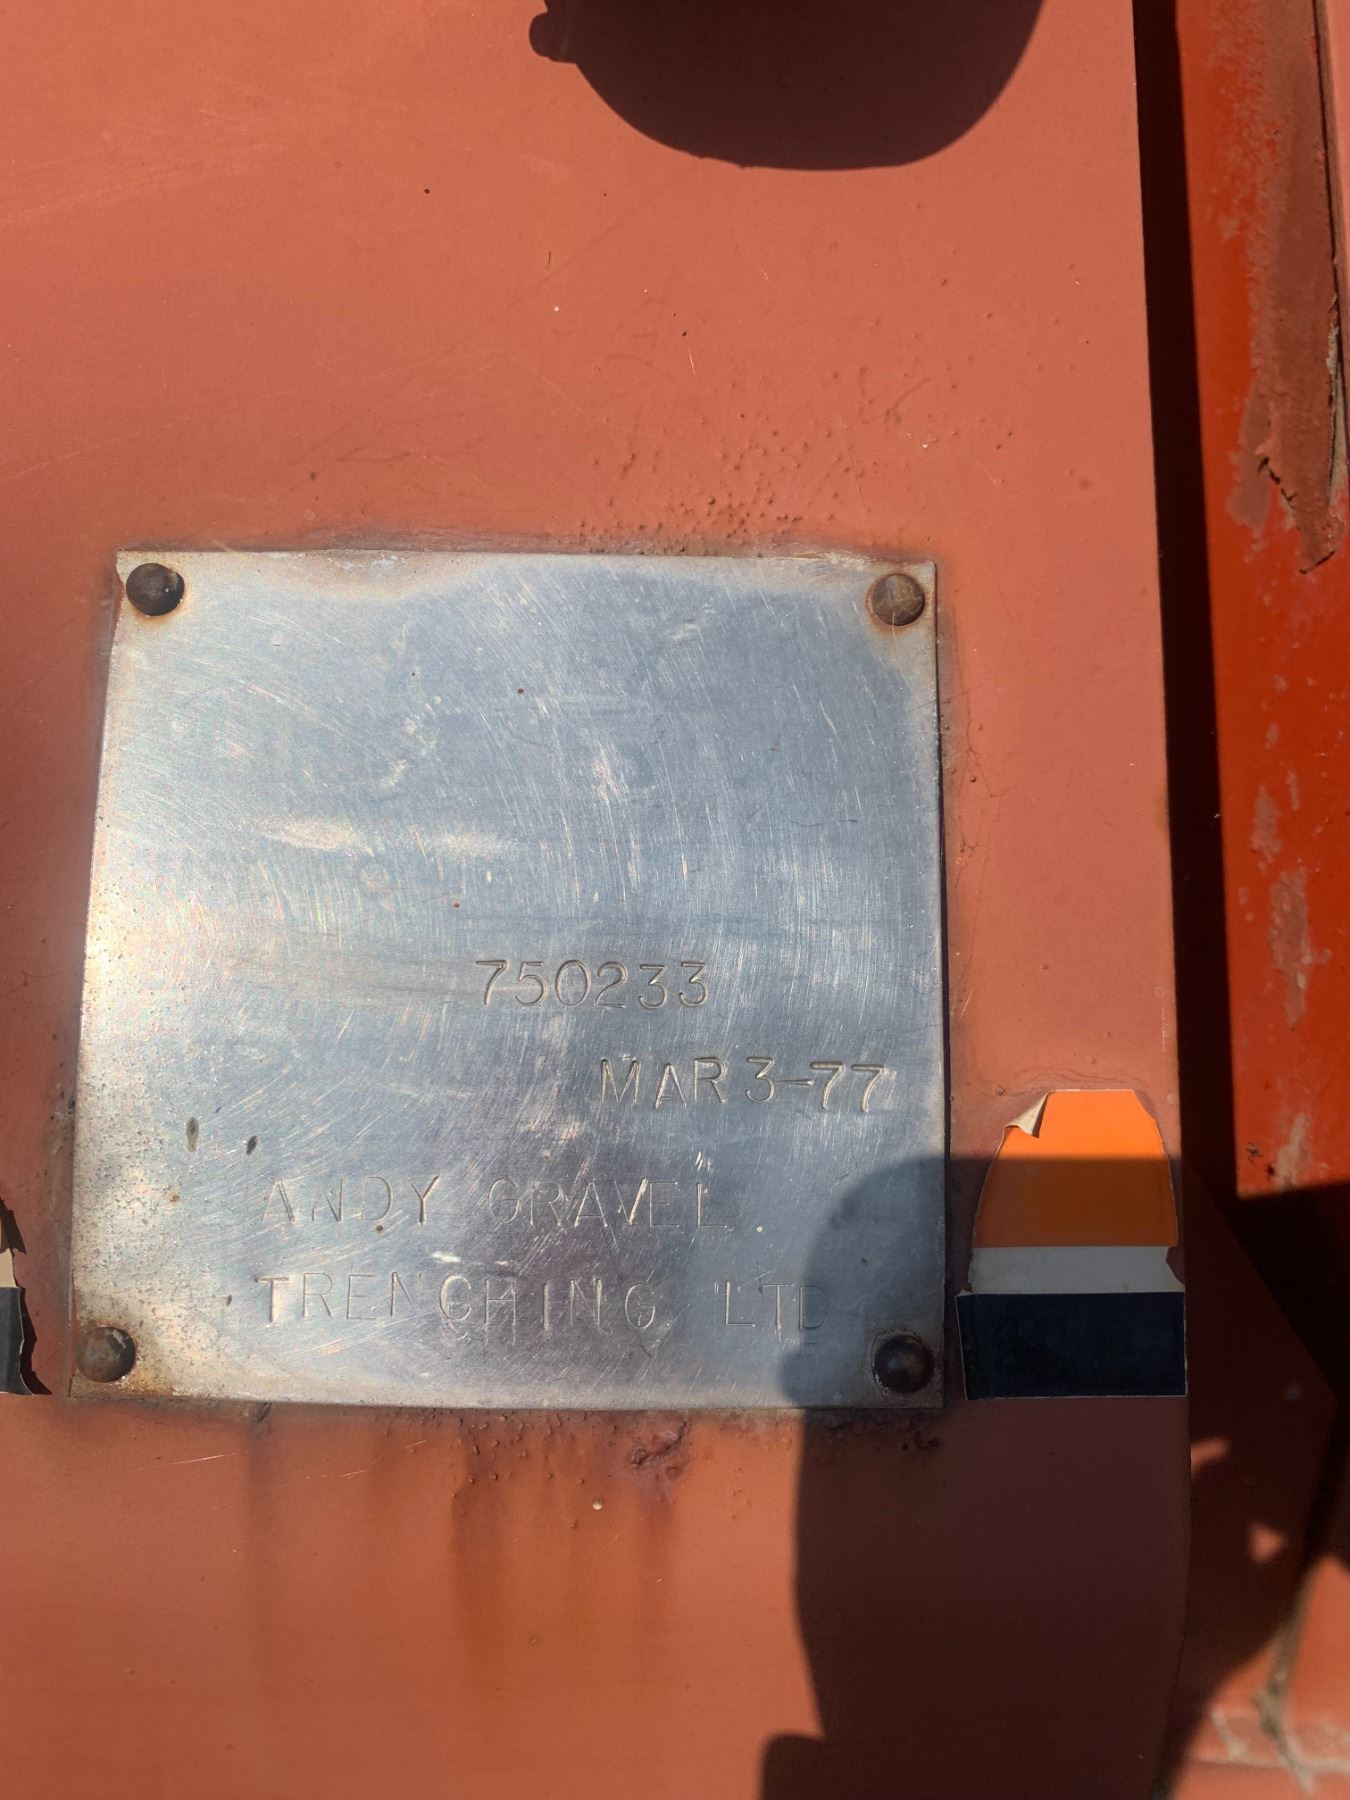 750233
MAR 3-77
ANDY GRAVEL
TRENCHING LTD